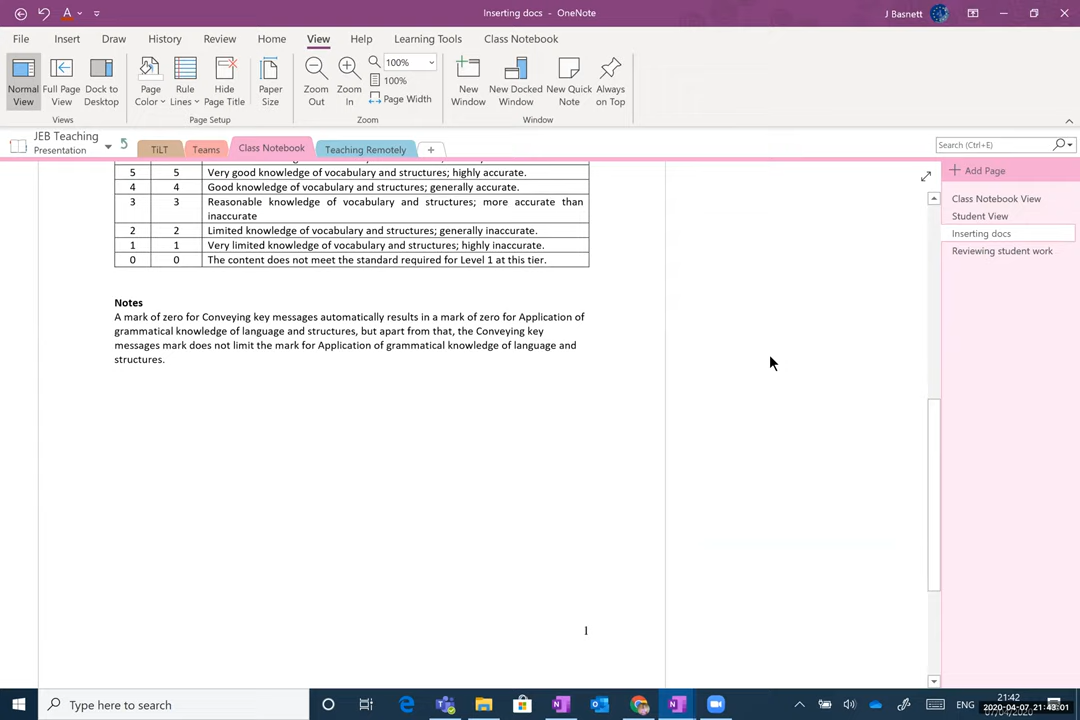 Inserting docs - OneNote
J Basnett
File Insert Draw History Review Home View Help Learning Tools Class Notebook
Normal View
Full Page View
Dock to Desktop
Page Color
Rule Lines
Hide Page Title
Paper Size
Zoom Out
Zoom In
100%
100%
Page Width
New Window
New Docked Window
New Quick Note
Always on Top
Views
Page Setup
Zoom
Window
JEB Teaching
Presentation
TiLT Teams Class Notebook Teaching Remotely +
Search (Ctrl+E)
Add Page
Class Notebook View
Student View
Inserting docs
Reviewing student work
5 5 Very good knowledge of vocabulary and structures; highly accurate.
4 4 Good knowledge of vocabulary and structures; generally accurate.
3 3 Reasonable knowledge of vocabulary and structures; more accurate than
inaccurate
2 2 Limited knowledge of vocabulary and structures; generally inaccurate.
1 1 Very limited knowledge of vocabulary and structures; highly inaccurate.
0 0 The content does not meet the standard required for Level 1 at this tier.
Notes
A mark of zero for Conveying key messages automatically results in a mark of zero for Application of
grammatical knowledge of language and structures, but apart from that, the Conveying key
messages mark does not limit the mark for Application of grammatical knowledge of language and
structures.
1
Type here to search
ENG
21:42
2020-04-07 21:43:01